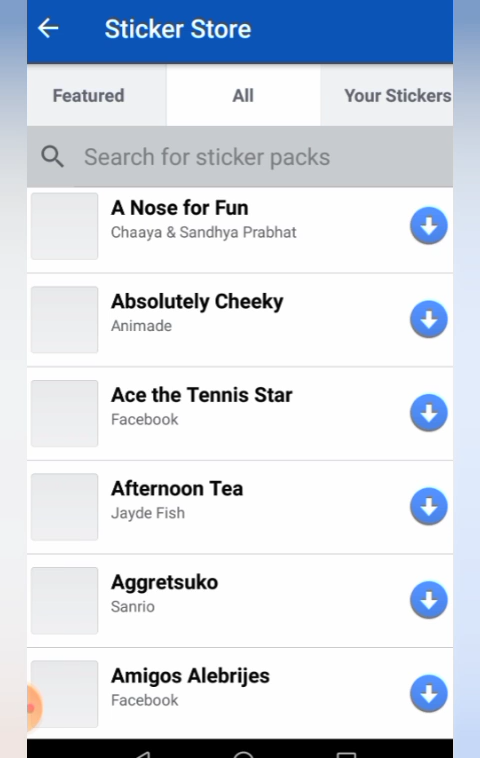 Sticker Store
Featured
All
Your Stickers
Search for sticker packs
A Nose for Fun
Chaaya & Sandhya Prabhat
Absolutely Cheeky
Animade
Ace the Tennis Star
Facebook
Afternoon Tea
Jayde Fish
Aggretsuko
Sanrio
Amigos Alebrijes
Facebook